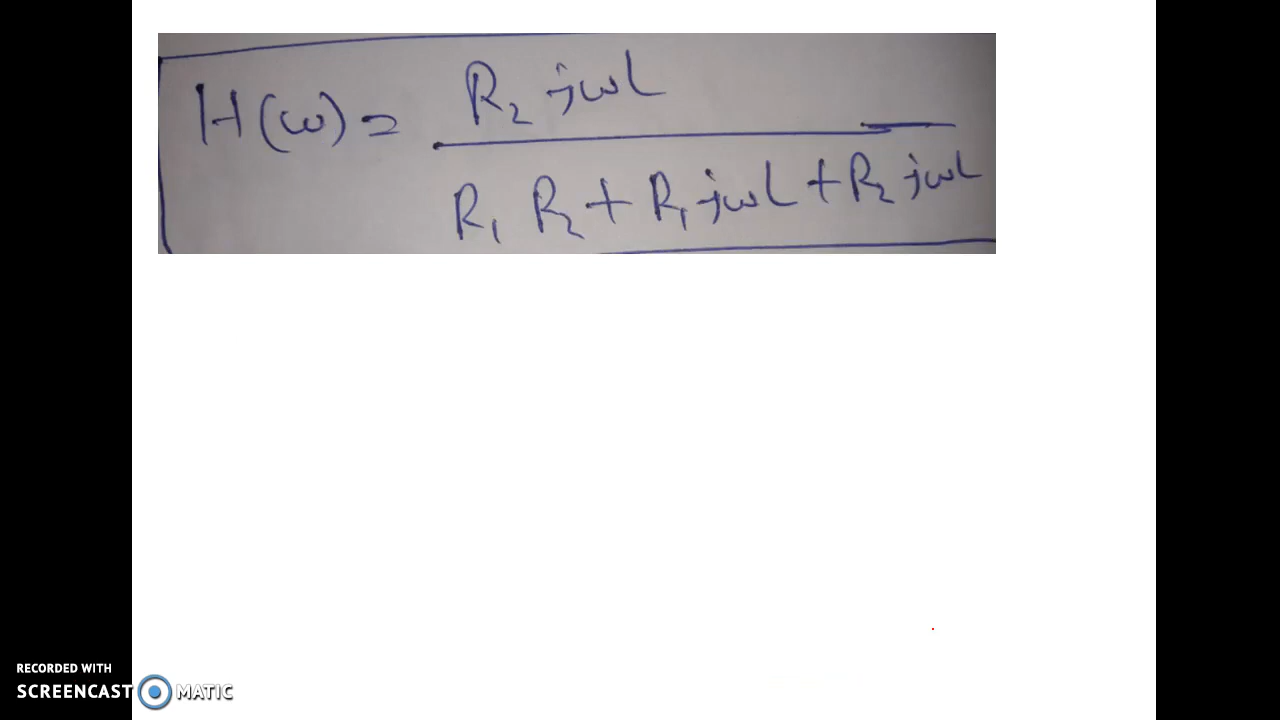 H(ω) = R₂ jωL
R₁ R₂ + R₁ jωL + R₂ jωL
RECORDED WITH
SCREENCAST MATIC